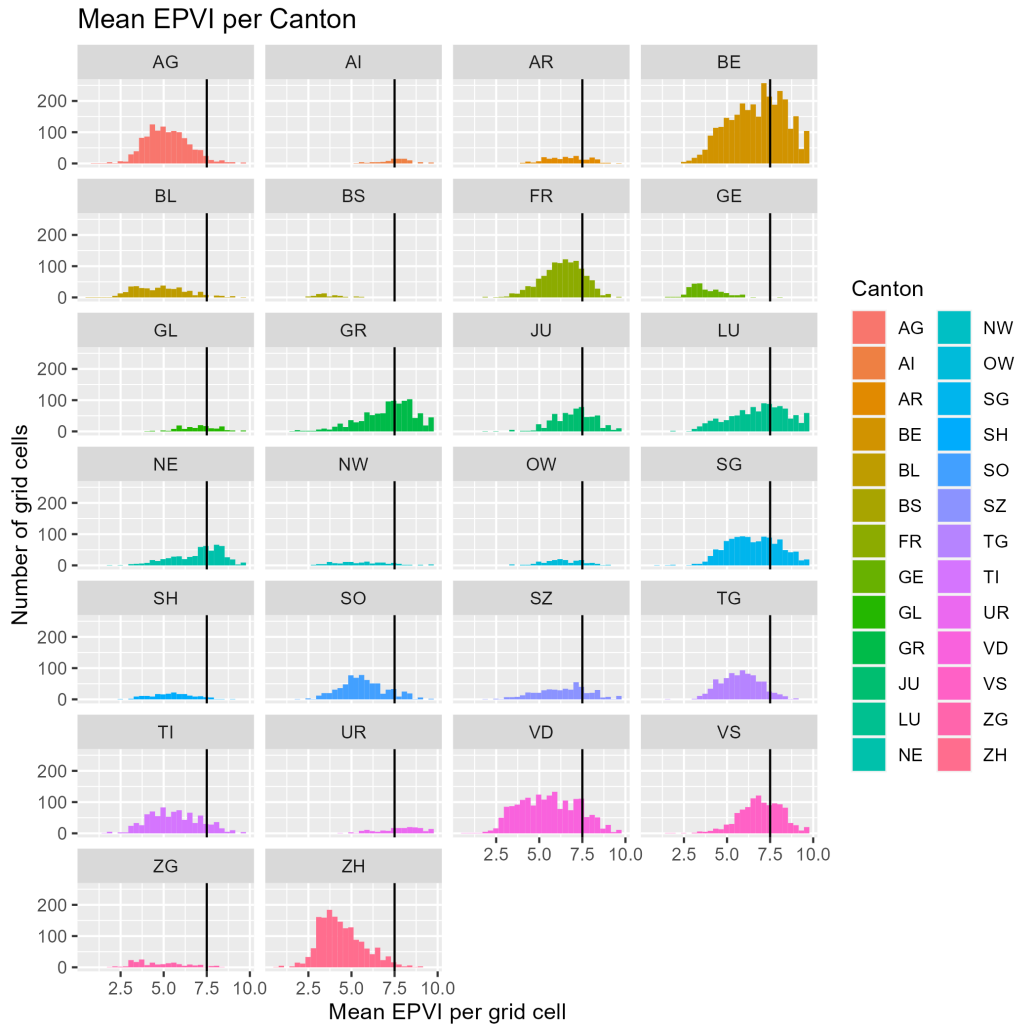 Mean EPVI per Canton
AG AI AR BE
200
100
0
BL BS FR GE
200
100
0
GL GR JU LU
200
100
0
NE NW OW SG
200
100
0
SH SO SZ TG
200
100
0
TI UR VD VS
200
100
0
2.5 5.0 7.5 10.0 2.5 5.0 7.5 10.0
ZG ZH
200
100
0
2.5 5.0 7.5 10.0 2.5 5.0 7.5 10.0
Mean EPVI per grid cell
Number of grid cells
Canton
AG NW
AI OW
AR SG
BE SH
BL SO
BS SZ
FR TG
GE TI
GL UR
GR VD
JU VS
LU ZG
NE ZH